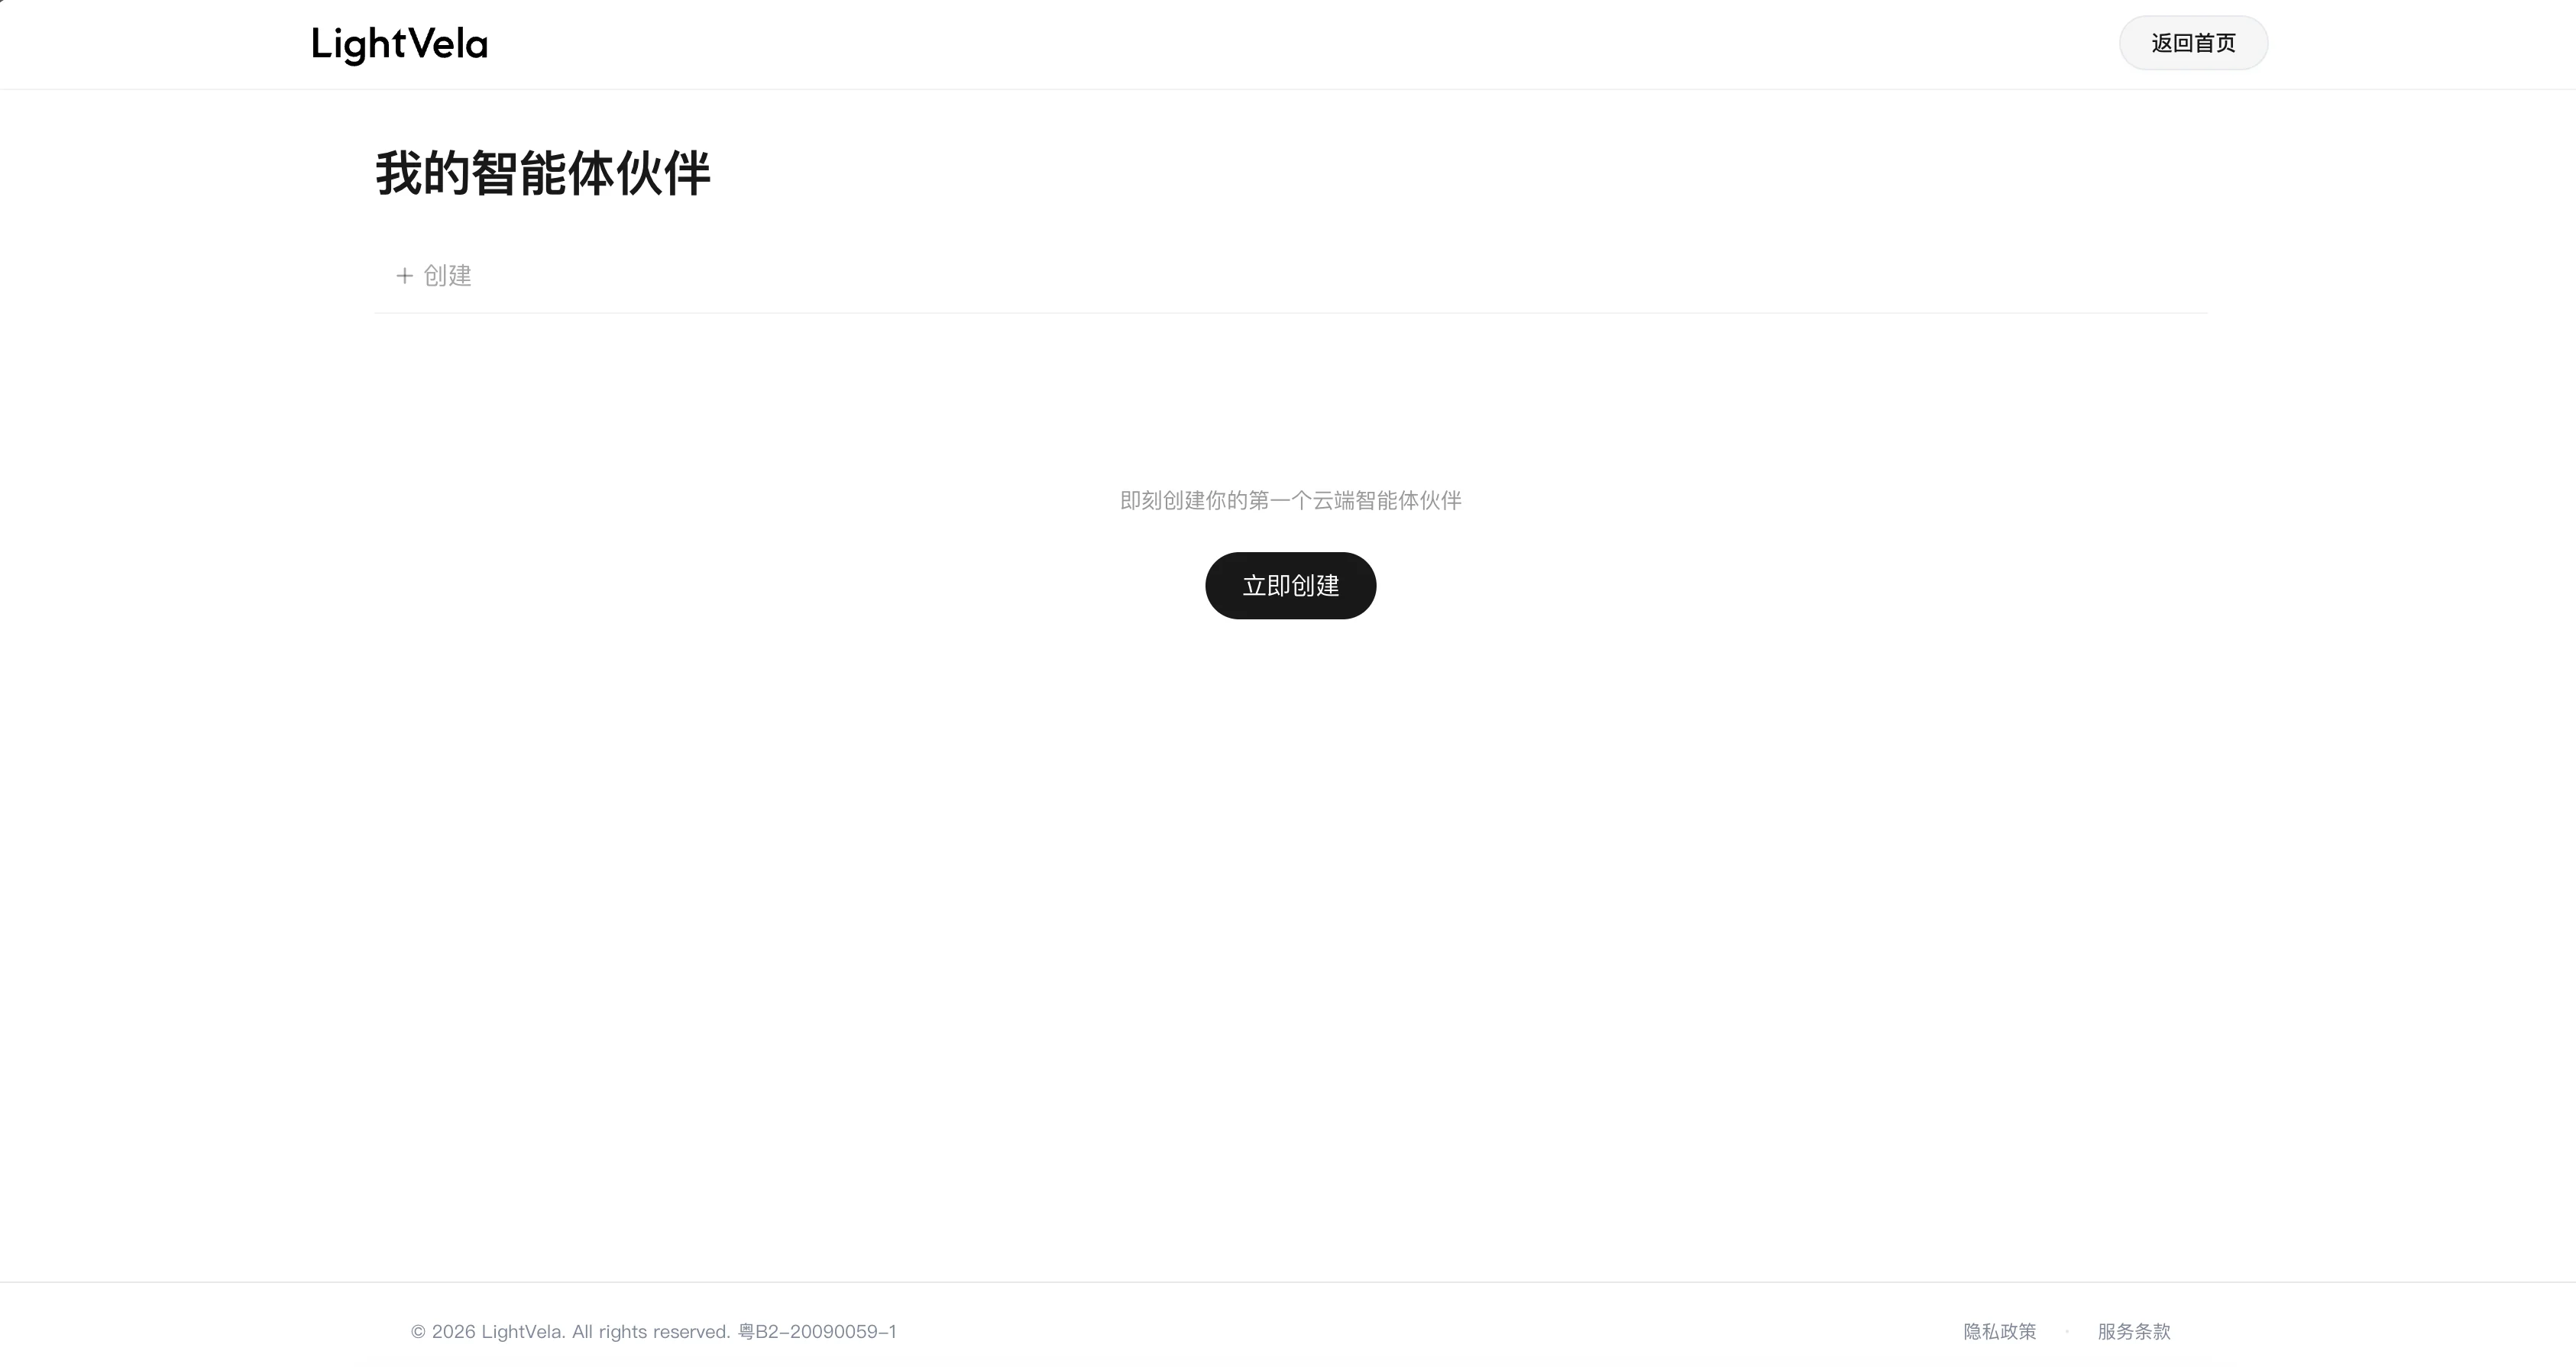 LightVela
返回首页
我的智能体伙伴
+ 创建
即刻创建你的第一个云端智能体伙伴
立即创建
© 2026 LightVela. All rights reserved. 粤B2-20090059-1
隐私政策 · 服务条款